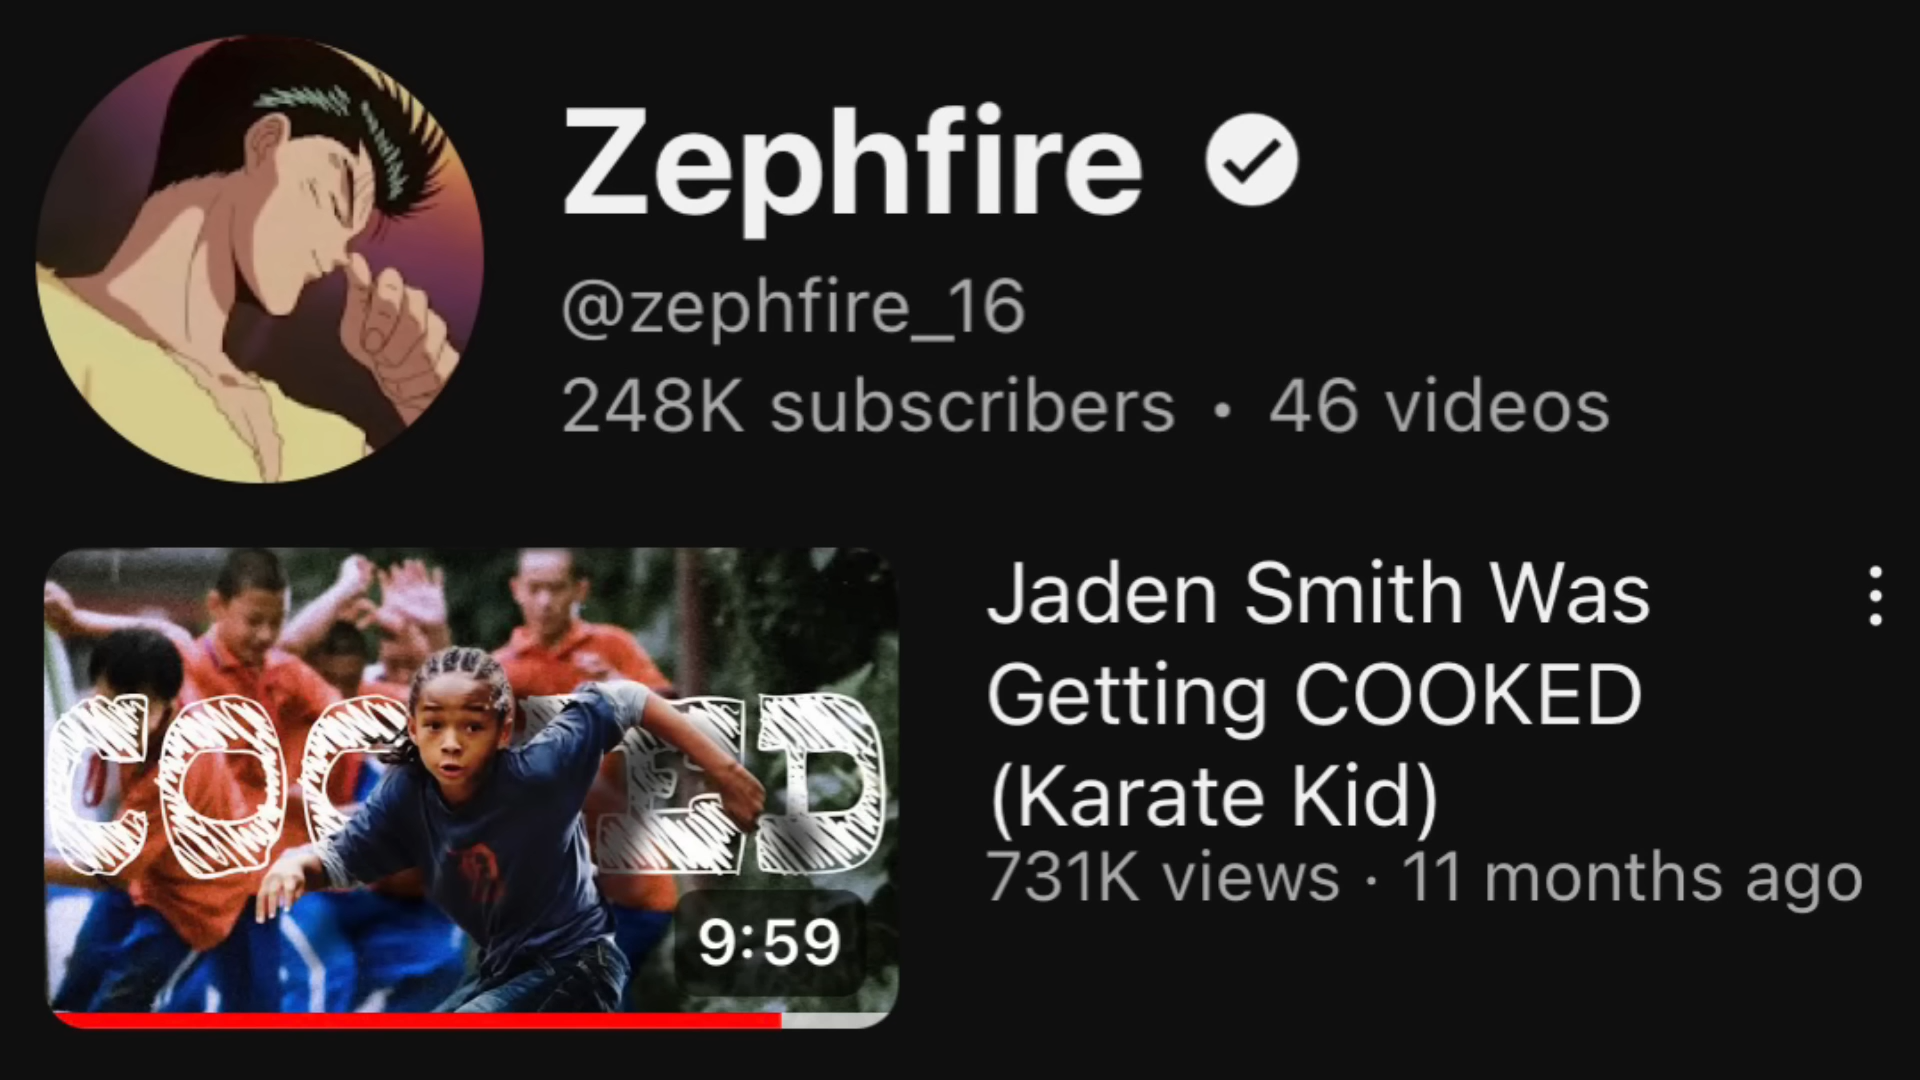 Zephfire
@zephfire_16
248K subscribers • 46 videos
COOKED
9:59
Jaden Smith Was
Getting COOKED
(Karate Kid)
731K views · 11 months ago